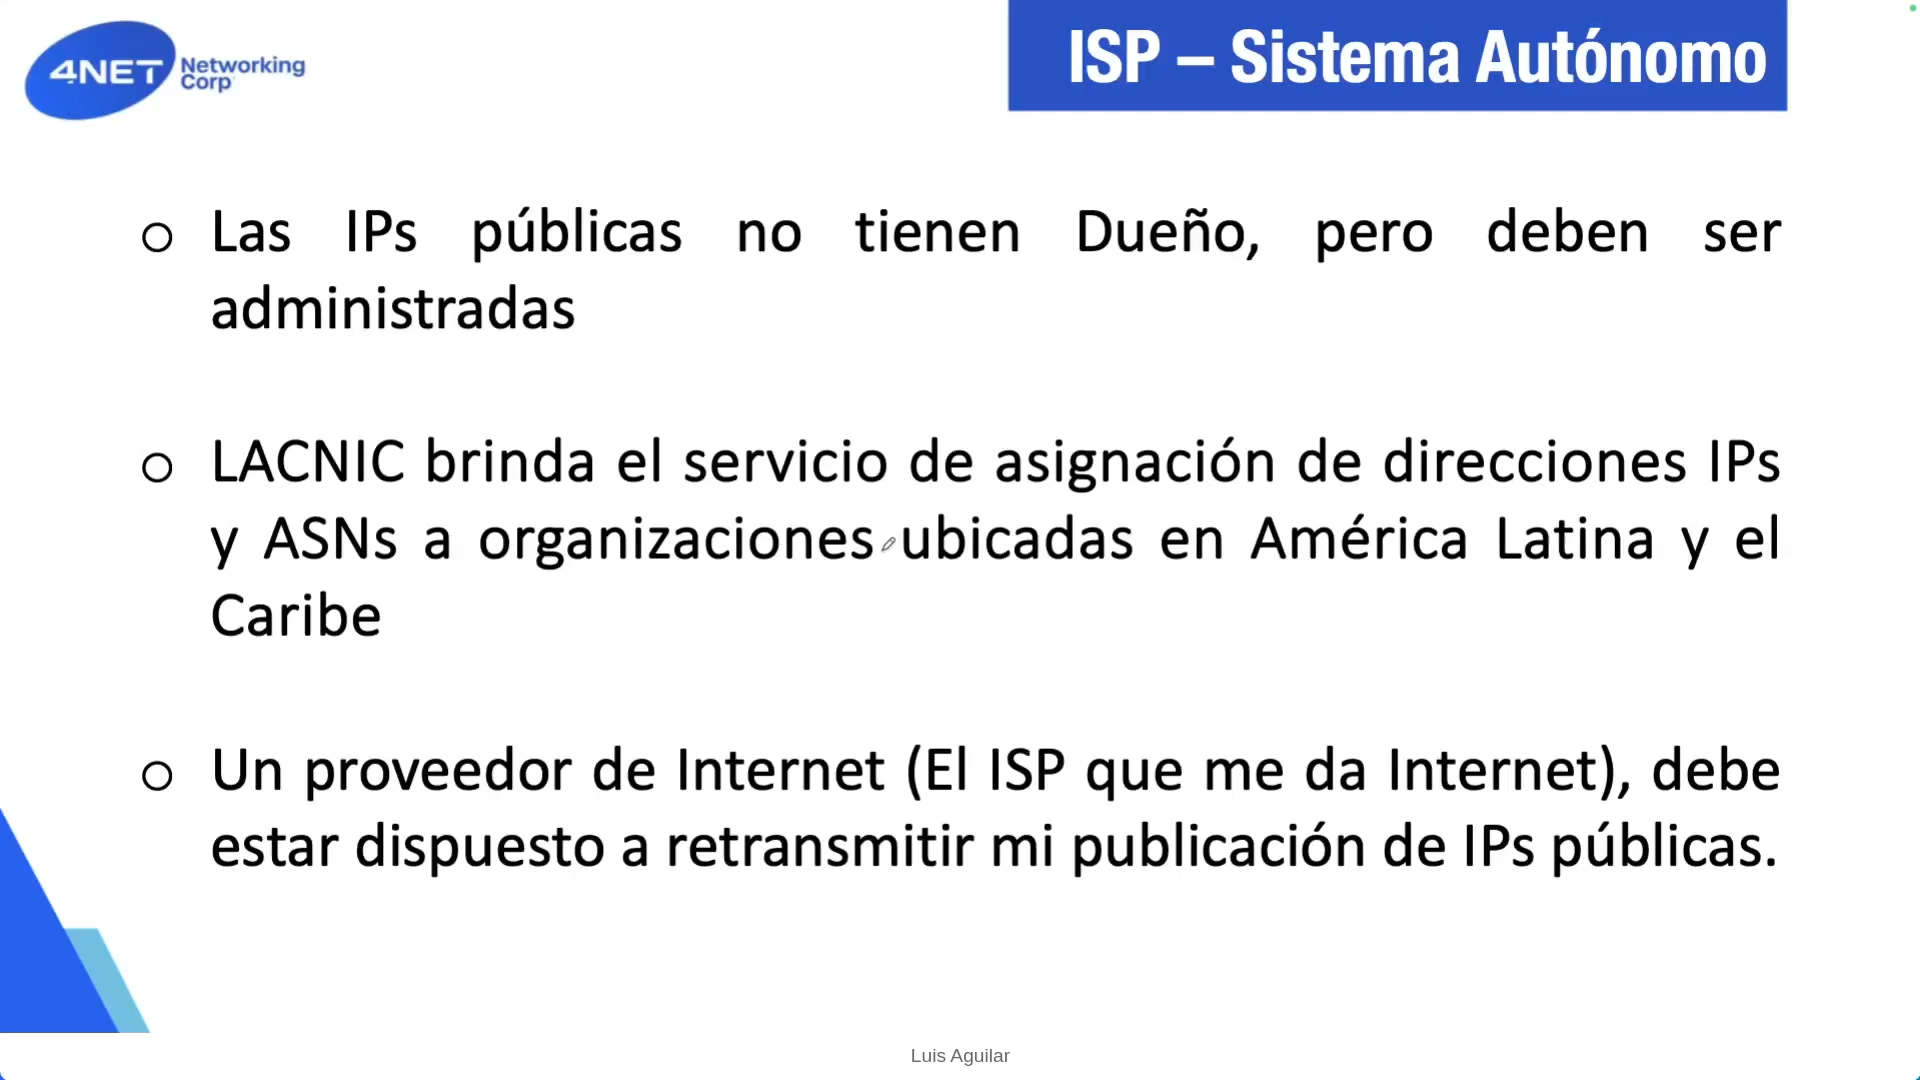 4NET Networking
Corp
ISP – Sistema Autónomo
o Las IPs públicas no tienen Dueño, pero deben ser
administradas
o LACNIC brinda el servicio de asignación de direcciones IPs
y ASNs a organizaciones ubicadas en América Latina y el
Caribe
o Un proveedor de Internet (El ISP que me da Internet), debe
estar dispuesto a retransmitir mi publicación de IPs públicas.
Luis Aguilar